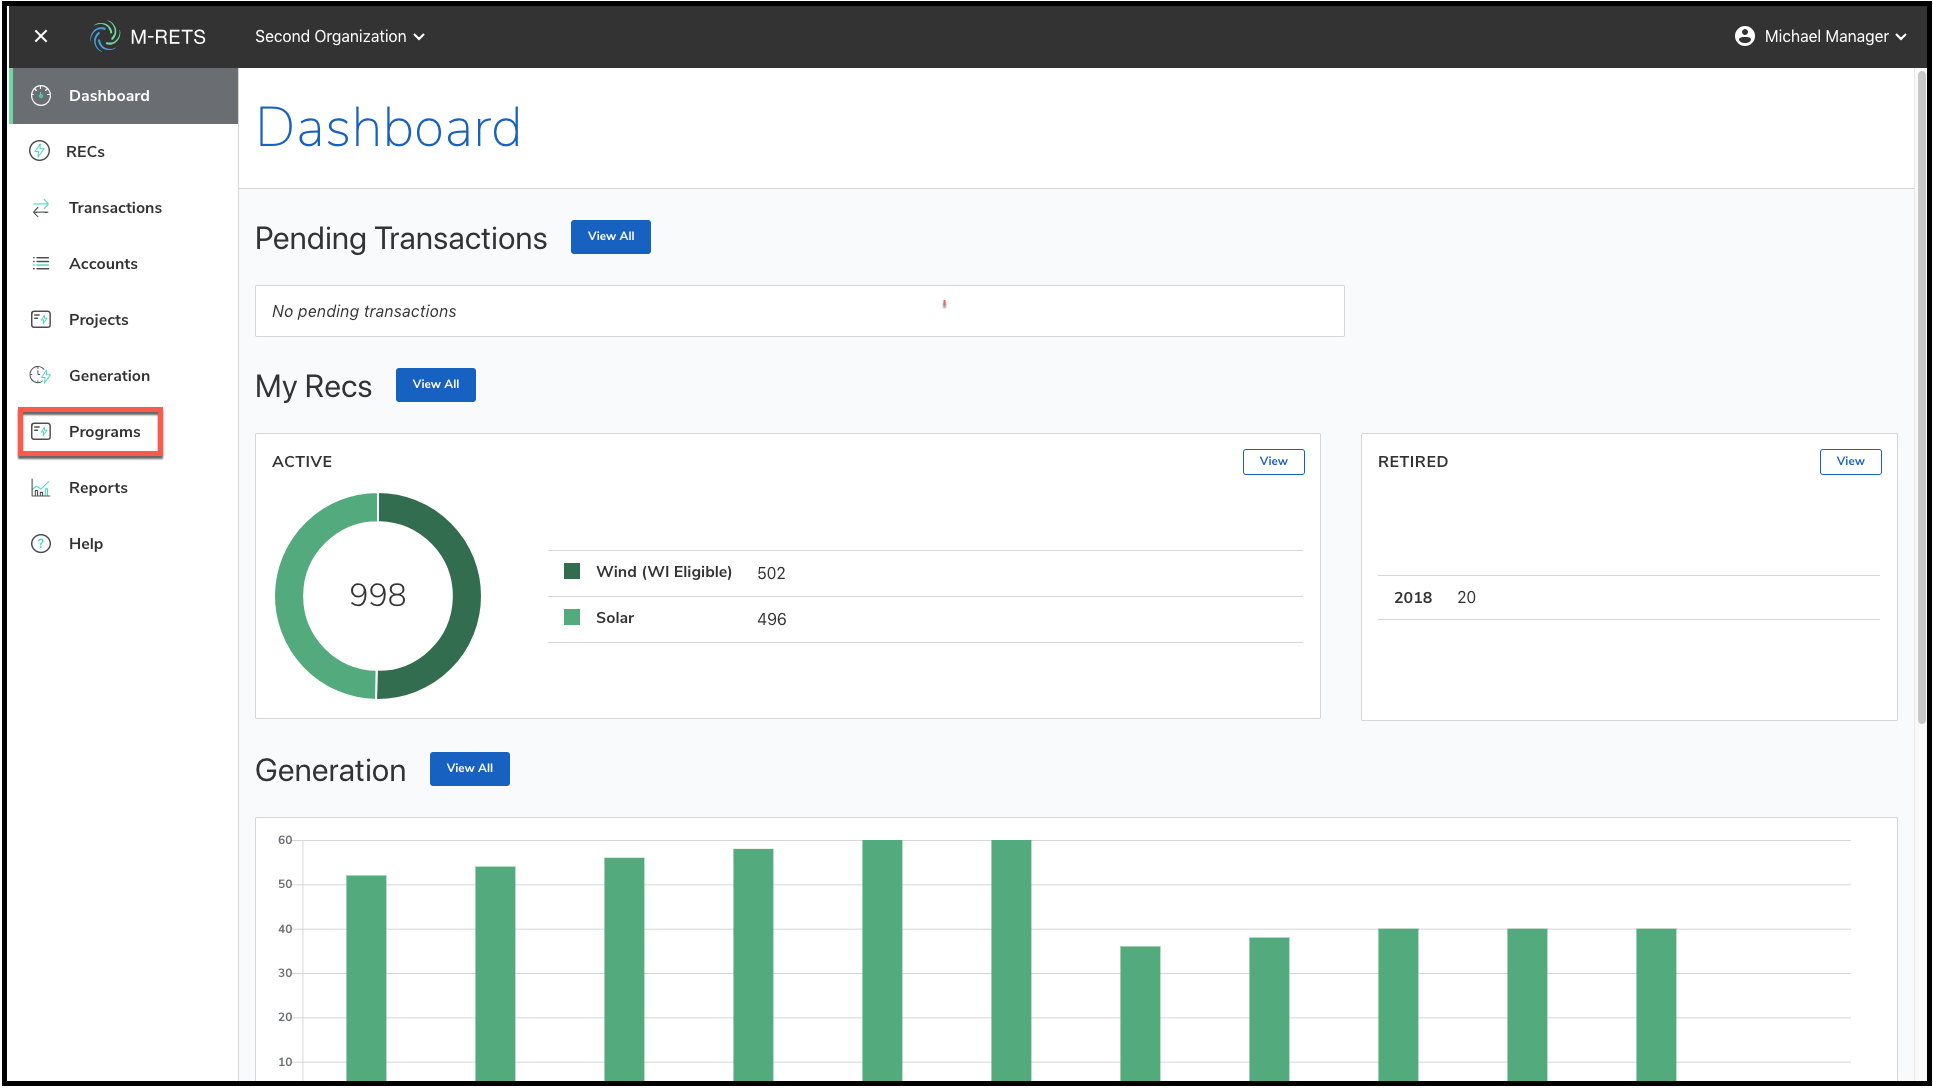 M-RETS
Second Organization
Michael Manager
Dashboard
RECs
Transactions
Accounts
Projects
Generation
Programs
Reports
Help
Dashboard
Pending Transactions
View All
No pending transactions
My Recs
View All
ACTIVE
View
998
Wind (WI Eligible) 502
Solar 496
RETIRED
View
2018 20
Generation
View All
60
50
40
30
20
10